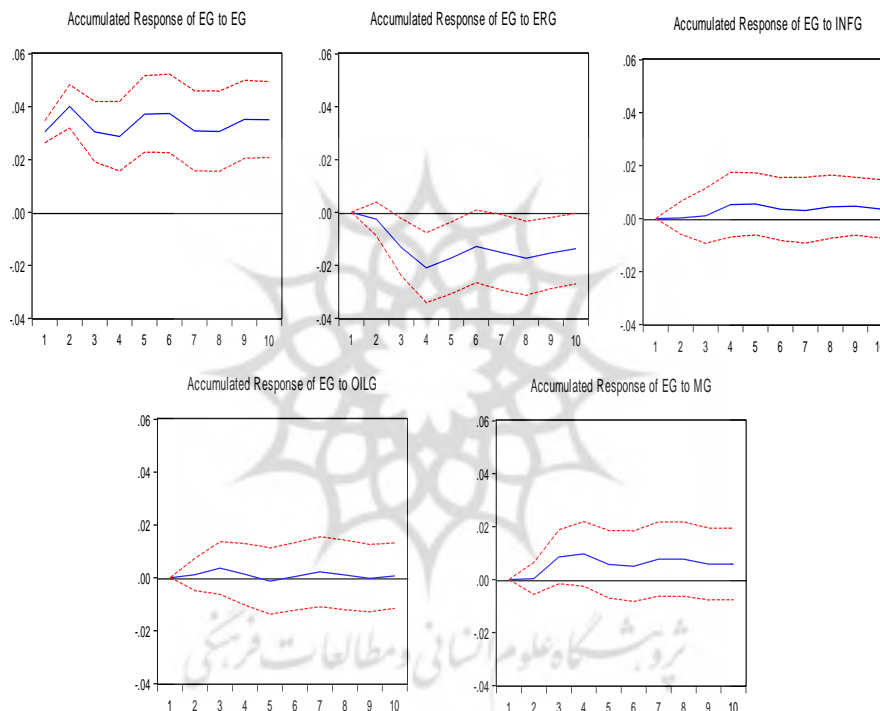 Accumulated Response of EG to EG
.06
.04
.02
.00
-.02
-.04
1 2 3 4 5 6 7 8 9 10
Accumulated Response of EG to ERG
.06
.04
.02
.00
-.02
-.04
1 2 3 4 5 6 7 8 9 10
Accumulated Response of EG to INFG
.06
.04
.02
.00
-.02
-.04
1 2 3 4 5 6 7 8 9 10
Accumulated Response of EG to OILG
.06
.04
.02
.00
-.02
-.04
1 2 3 4 5 6 7 8 9 10
Accumulated Response of EG to MG
.06
.04
.02
.00
-.02
-.04
1 2 3 4 5 6 7 8 9 10
پژوهشگاه علوم انسانی و مطالعات فرهنگی